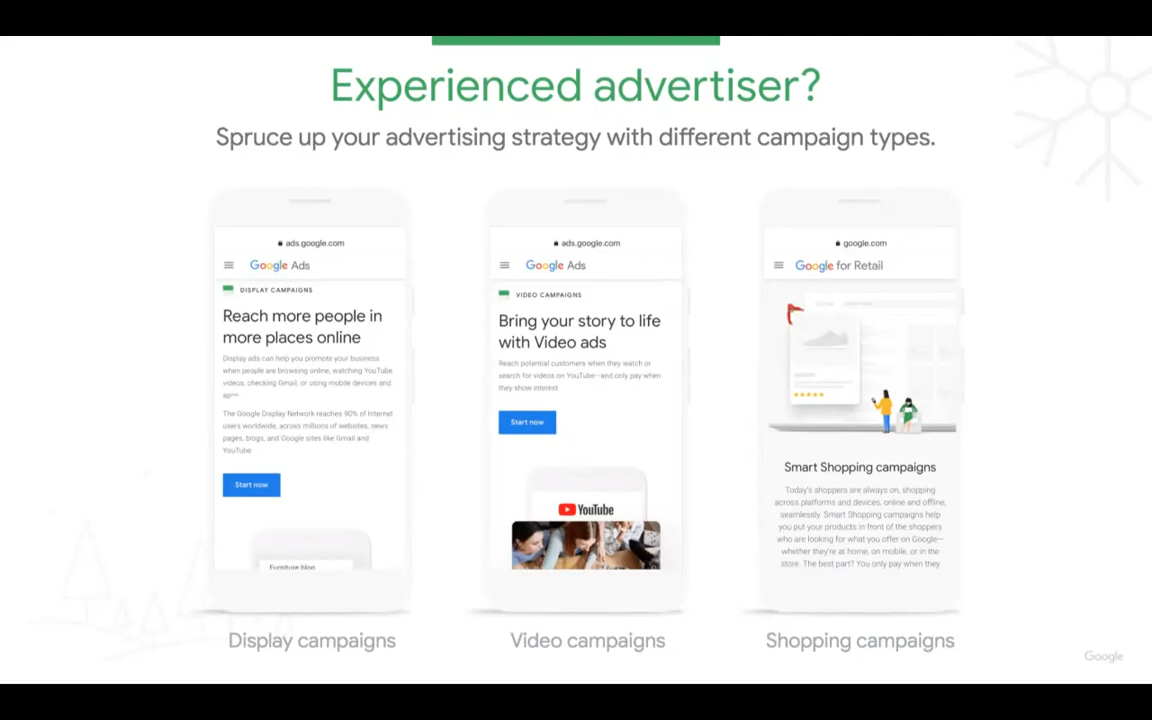 Experienced advertiser?
Spruce up your advertising strategy with different campaign types.
ads.google.com
Google Ads
DISPLAY CAMPAIGNS
Reach more people in
more places online
Display ads can help you promote your business
when people are browsing online, watching YouTube
videos, checking Gmail, or using mobile devices and
apps.
The Google Display Network reaches 90% of Internet
users worldwide, across millions of websites, news
pages, blogs, and Google sites like Gmail and
YouTube
Start now
Furniture blog
Display campaigns
ads.google.com
Google Ads
VIDEO CAMPAIGNS
Bring your story to life
with Video ads
Reach potential customers when they watch or
search for videos on YouTube—and only pay when
they show interest
Start now
YouTube
Video campaigns
google.com
Google for Retail
Smart Shopping campaigns
Today's shoppers are always on, shopping
across platforms and devices, online and offline,
seamlessly. Smart Shopping campaigns help
you put your products in front of the shoppers
who are looking for what you offer on Google—
whether they're at home, on mobile, or in the
store. The best part? You only pay when they
Shopping campaigns
Google